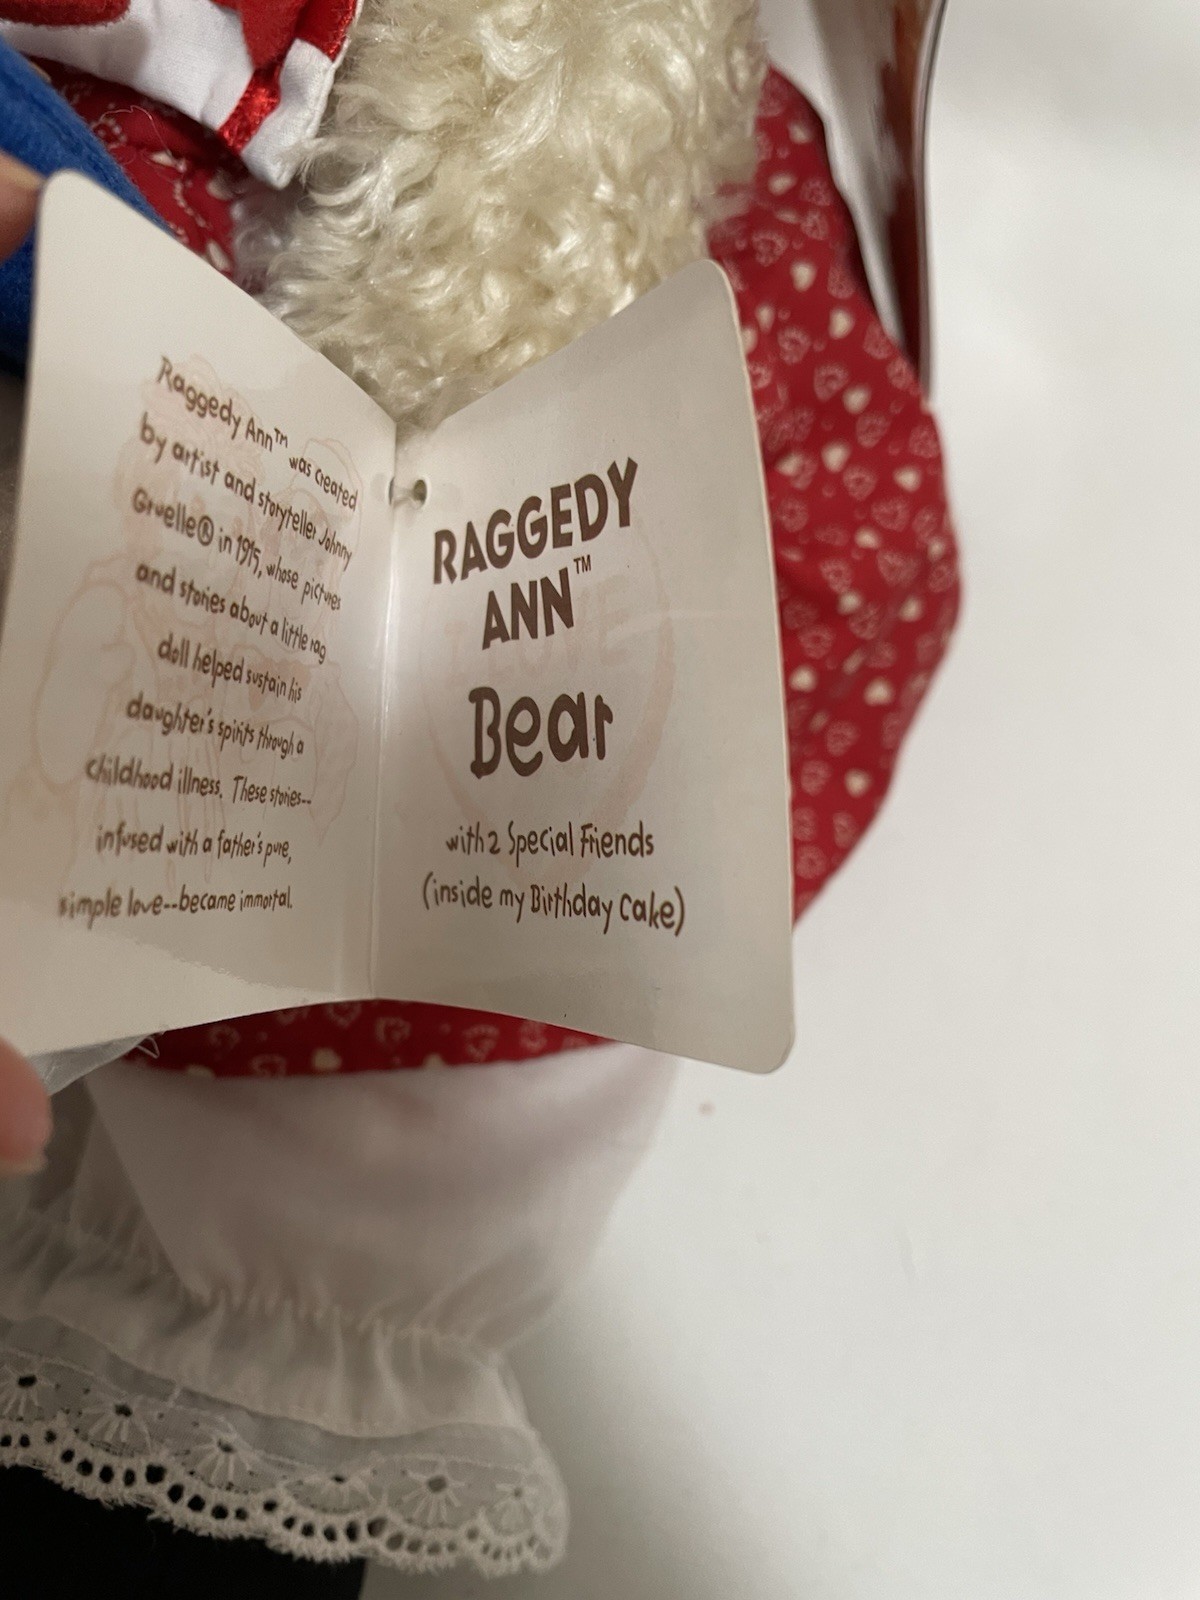 Raggedy Ann™ was created
by artist and storyteller Johnny
Gruelle® in 1915, whose pictures
and stories about a little rag
doll helped sustain his
daughter's spirits through a
childhood illness. These stories--
infused with a father's pure,
simple love--became immortal.
RAGGEDY
ANN™
Bear
with 2 Special Friends
(inside my Birthday Cake)